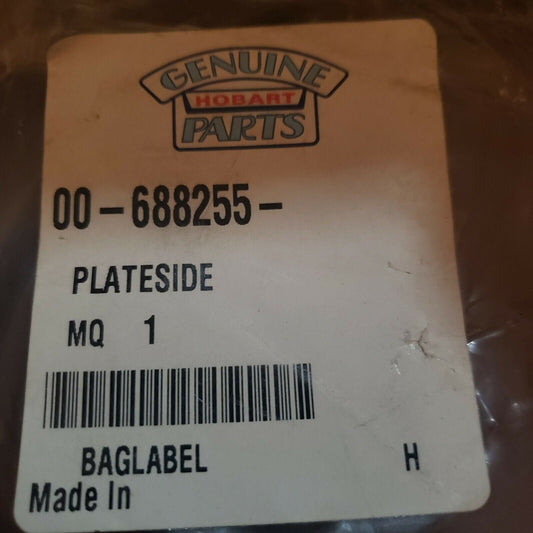 GENUINE
HOBART
PARTS
00-688255-
PLATESIDE
MQ 1
BAGLABEL H
Made In